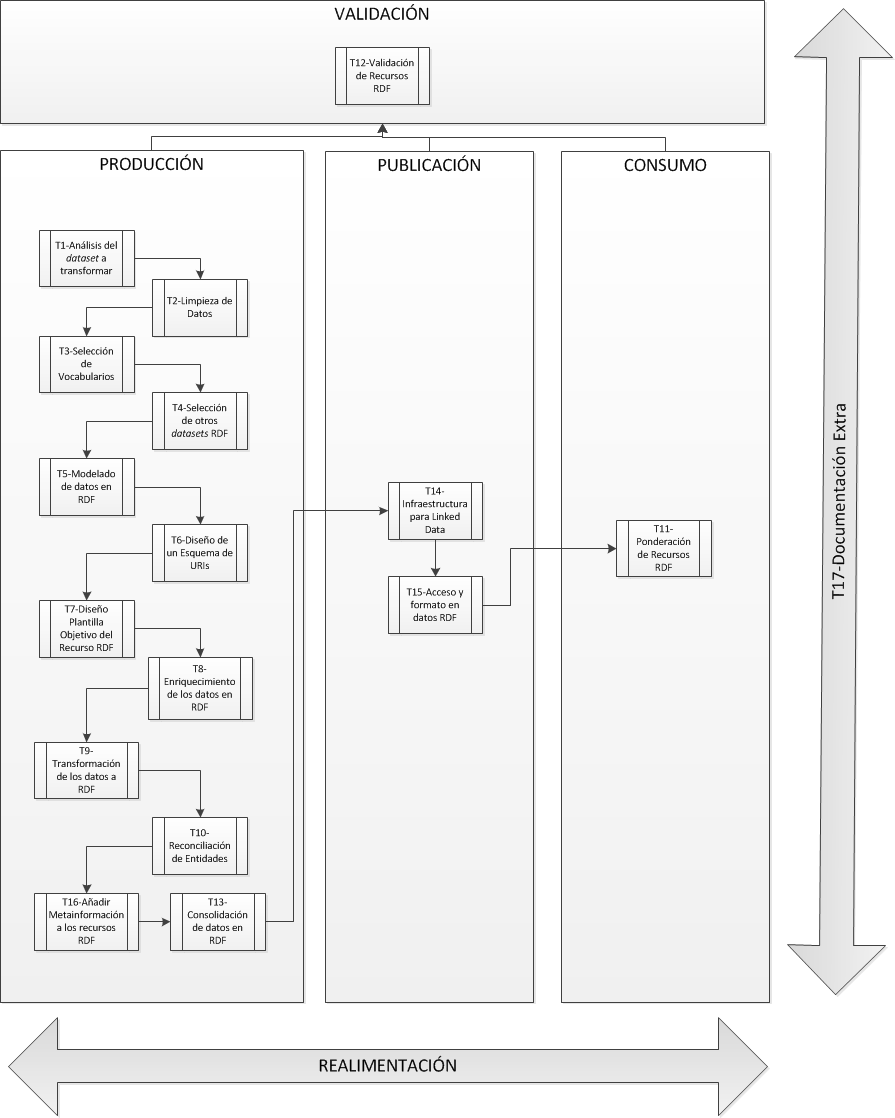 VALIDACIÓN
T12-Validación
de Recursos
RDF
PRODUCCIÓN
T1-Análisis del
dataset a
transformar
T2-Limpieza de
Datos
T3-Selección
de
Vocabularios
T4-Selección
de otros
datasets RDF
T5-Modelado
de datos en
RDF
T6-Diseño de
un Esquema de
URIs
T7-Diseño
Plantilla
Objetivo del
Recurso RDF
T8-
Enriquecimiento
de los datos en
RDF
T9-
Transformación
de los datos a
RDF
T10-
Reconciliación
de Entidades
T16-Añadir
Metainformación
a los recursos
RDF
T13-
Consolidación
de datos en
RDF
PUBLICACIÓN
T14-
Infraestructura
para Linked
Data
T15-Acceso y
formato en
datos RDF
CONSUMO
T11-
Ponderación
de Recursos
RDF
T17-Documentación Extra
REALIMENTACIÓN